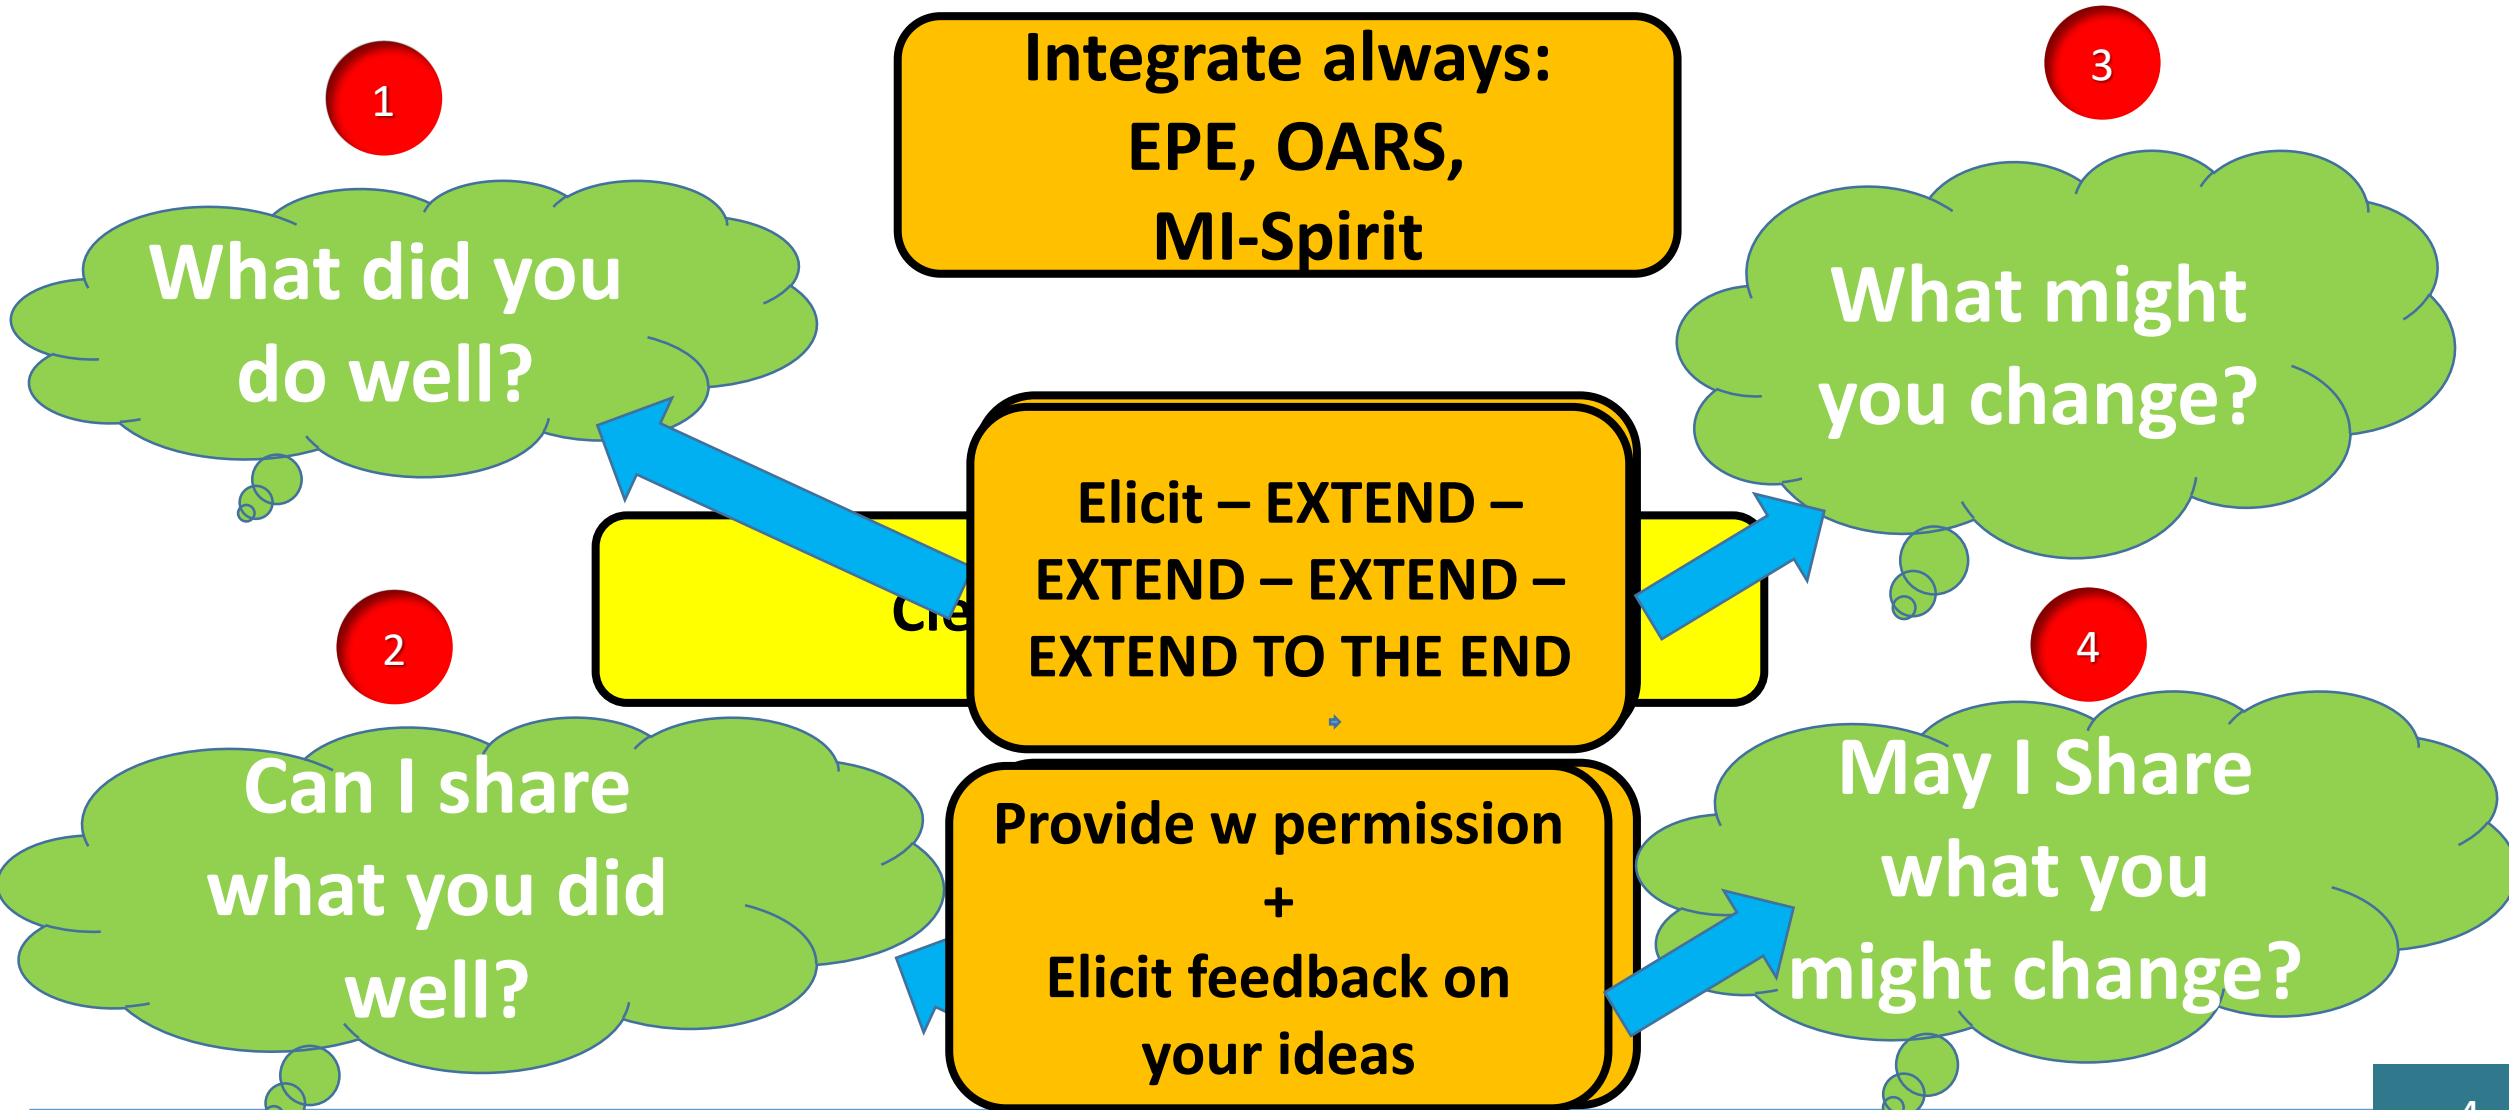 Integrate always:
EPE, OARS,
MI-Spirit
1
What did you
do well?
2
Can I share
what you did
well?
Elicit – EXTEND –
EXTEND – EXTEND –
EXTEND TO THE END
Provide w permission
+
Elicit feedback on
your ideas
3
What might
you change?
4
May I Share
what you
might change?